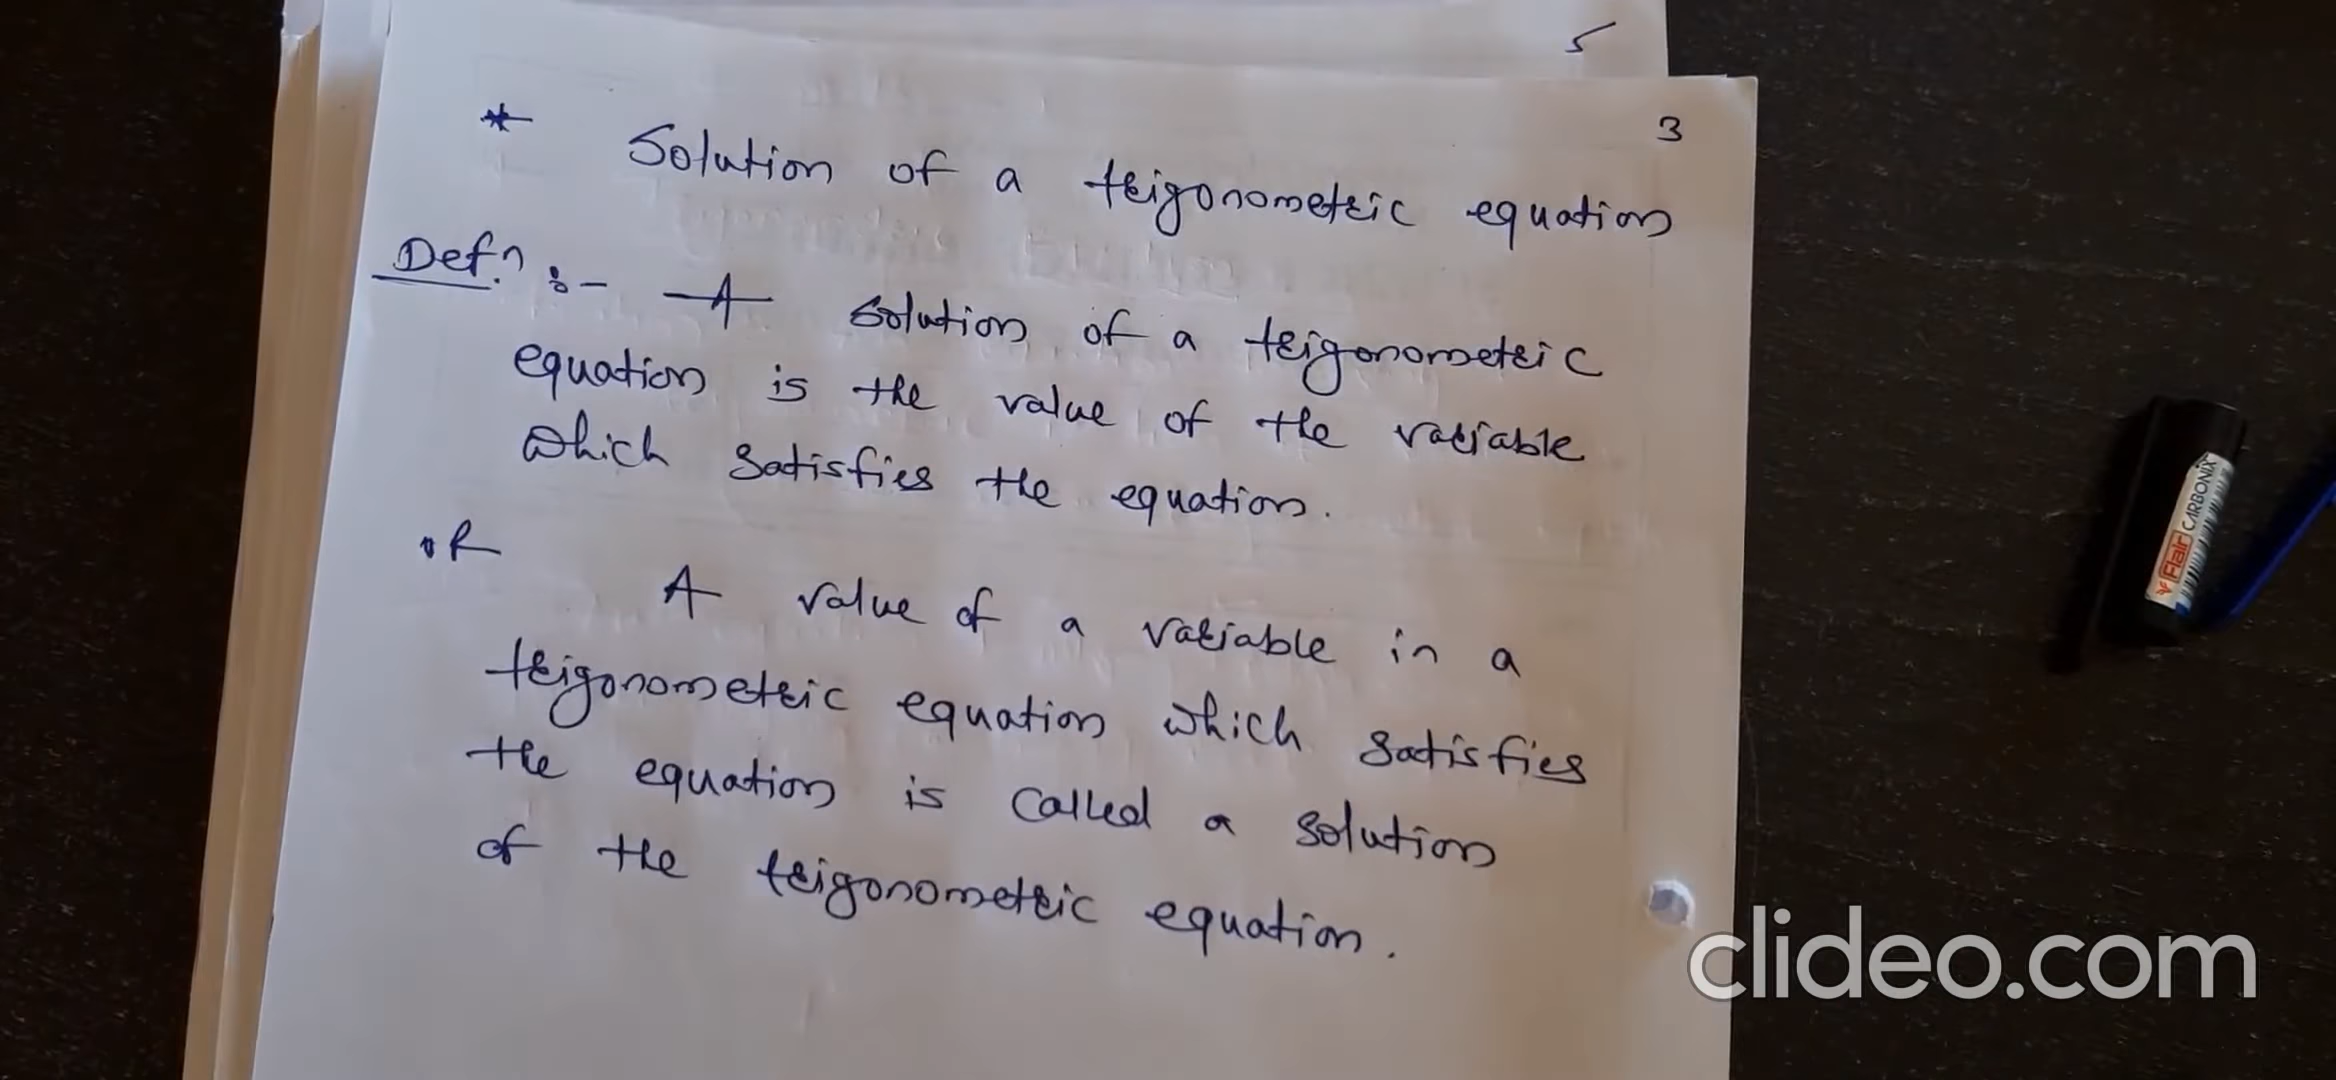 5
3
* Solution of a trigonometric equation
Defn :- A solution of a trigonometric
equation is the value of the variable
which satisfies the equation.
or
A value of a variable in a
trigonometric equation which satisfies
the equation is called a solution
of the trigonometric equation.
Flair CARBONIX
clideo.com